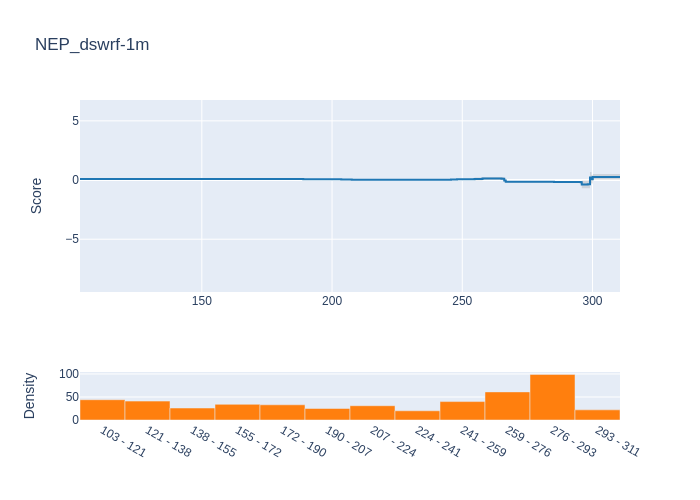 NEP_dswrf-1m
Score
5
0
−5
150
200
250
300
Density
100
50
0
103 - 121
121 - 138
138 - 155
155 - 172
172 - 190
190 - 207
207 - 224
224 - 241
241 - 259
259 - 276
276 - 293
293 - 311